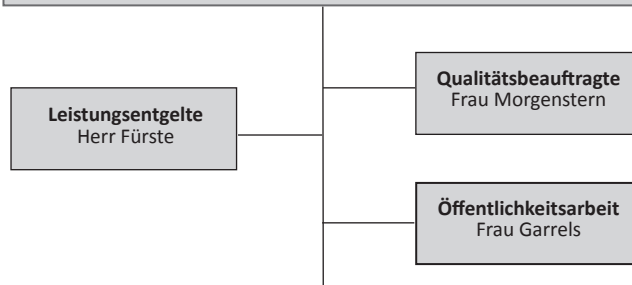 Qualitätsbeauftragte
Frau Morgenstern
Leistungsentgelte
Herr Fürste
Öffentlichkeitsarbeit
Frau Garrels